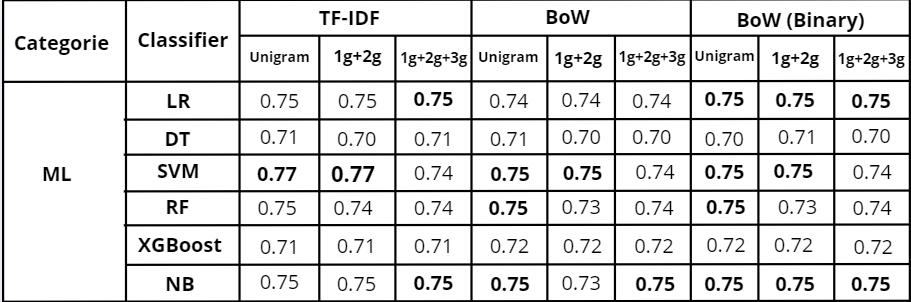 Categorie Classifier TF-IDF BoW BoW (Binary)
Unigram 1g+2g 1g+2g+3g Unigram 1g+2g 1g+2g+3g Unigram 1g+2g 1g+2g+3g
ML LR 0.75 0.75 0.75 0.74 0.74 0.74 0.75 0.75 0.75
DT 0.71 0.70 0.71 0.71 0.70 0.70 0.70 0.71 0.70
SVM 0.77 0.77 0.74 0.75 0.75 0.74 0.75 0.75 0.74
RF 0.75 0.74 0.74 0.75 0.73 0.74 0.75 0.73 0.74
XGBoost 0.71 0.71 0.71 0.72 0.72 0.72 0.72 0.72 0.72
NB 0.75 0.75 0.75 0.75 0.73 0.75 0.75 0.75 0.75